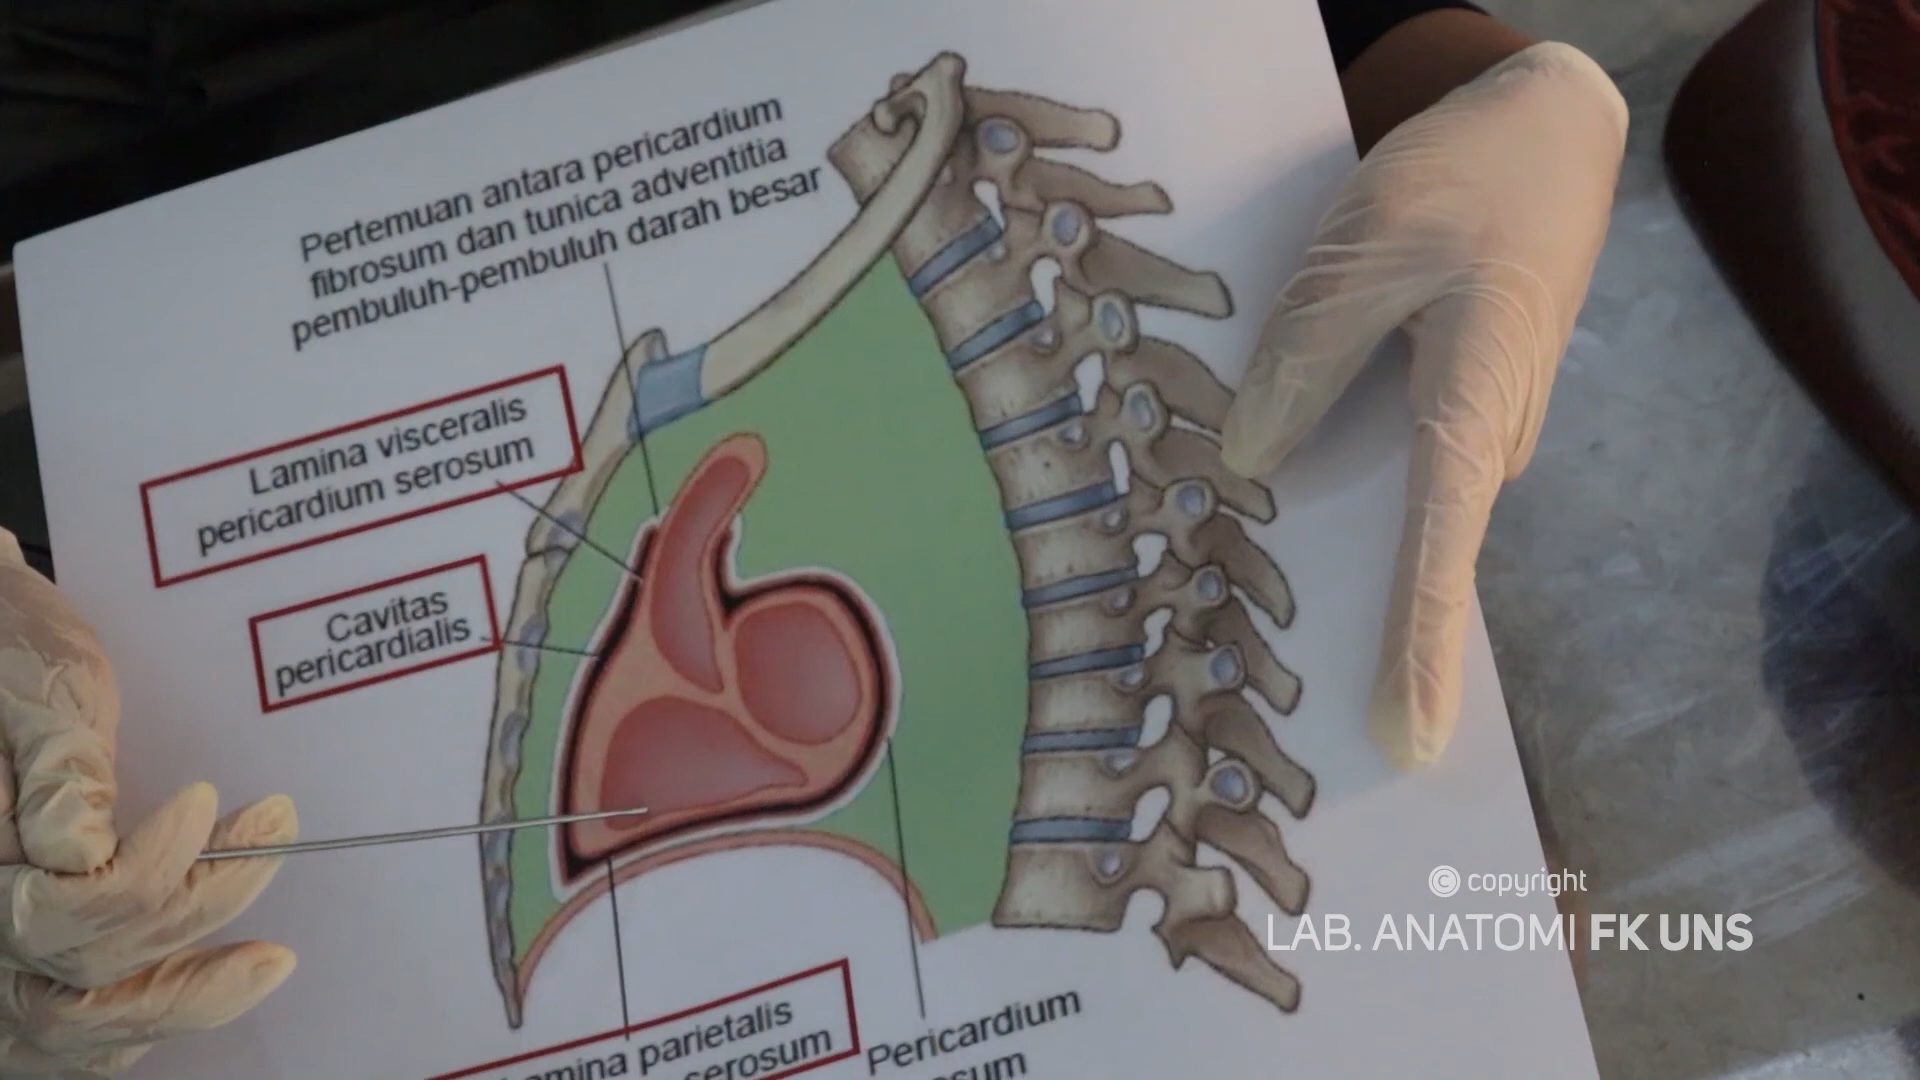 Pertemuan antara pericardium
fibrosum dan tunica adventitia
pembuluh-pembuluh darah besar
Lamina visceralis
pericardium serosum
Cavitas
pericardialis
parietalis
serosum
Pericardium
© copyright
LAB. ANATOMI FK UNS